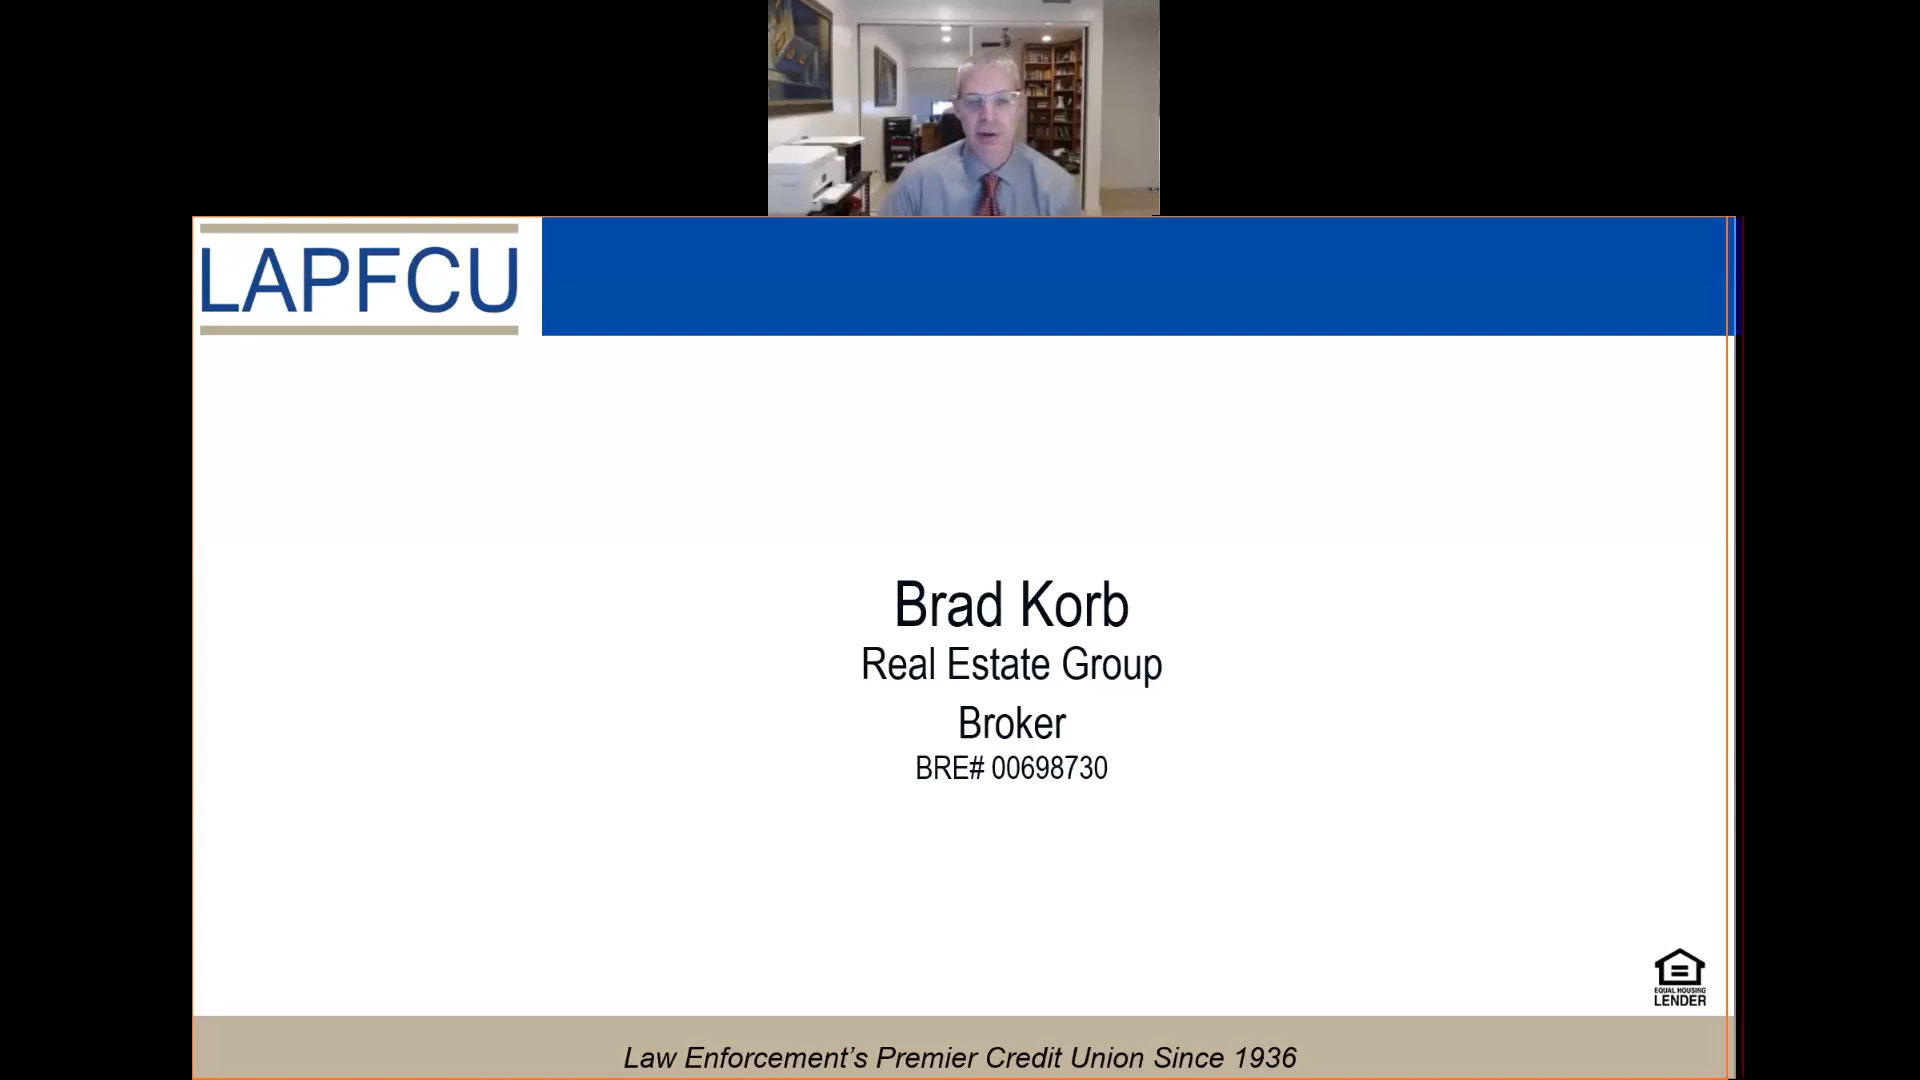 LAPFCU
Brad Korb
Real Estate Group
Broker
BRE# 00698730
EQUAL HOUSING
LENDER
Law Enforcement’s Premier Credit Union Since 1936